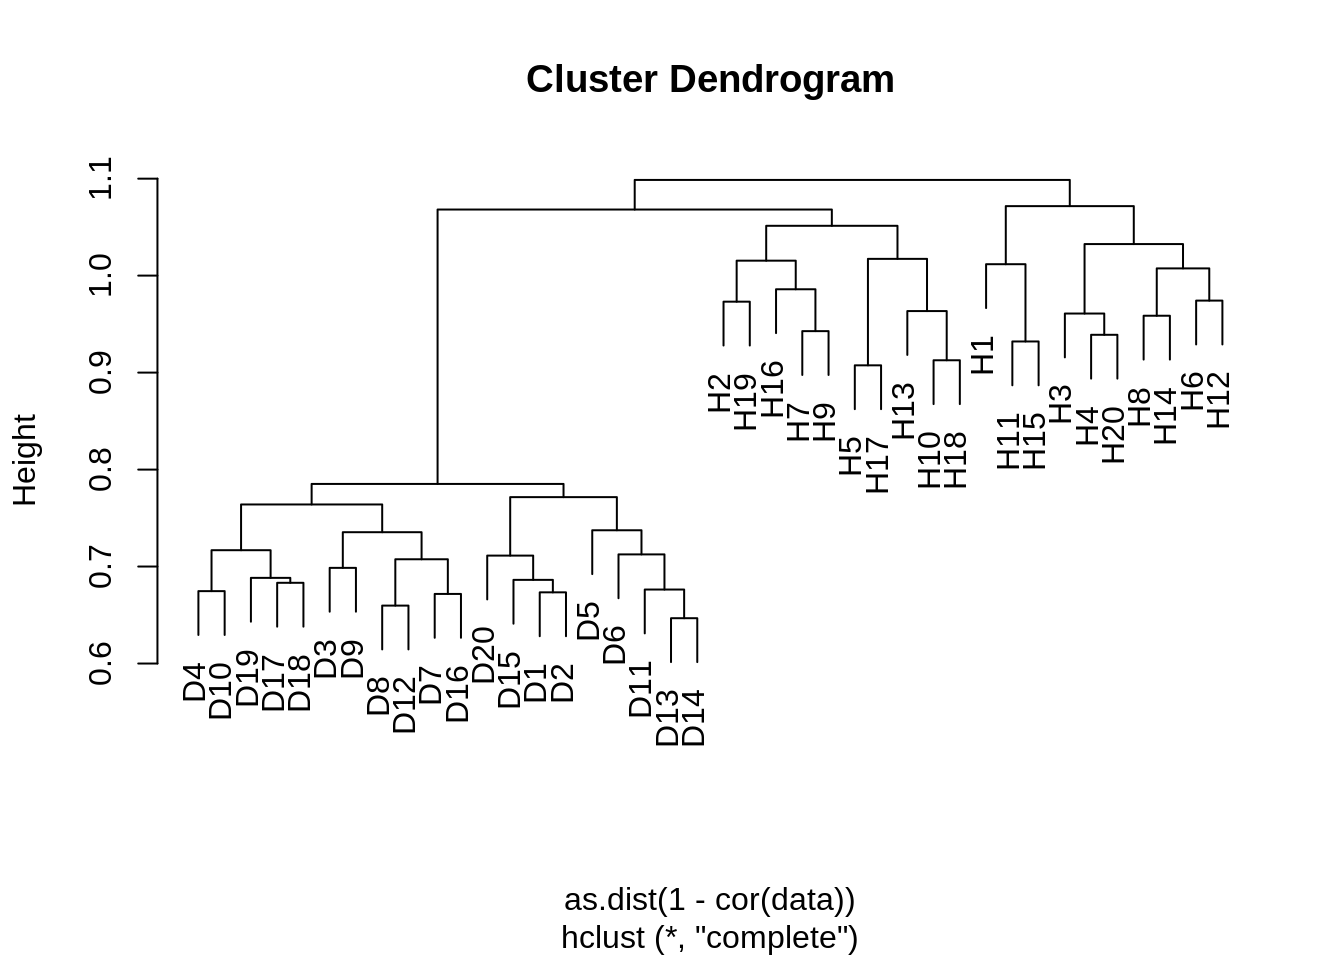 Cluster Dendrogram
Height
1.1
1.0
0.9
0.8
0.7
0.6
D4
D10
D19
D17
D18
D3
D9
D8
D12
D7
D16
D20
D15
D1
D2
D5
D6
D11
D13
D14
H2
H19
H16
H7
H9
H5
H17
H13
H10
H18
H1
H11
H15
H3
H4
H20
H8
H14
H6
H12
as.dist(1 - cor(data))
hclust (*, "complete")